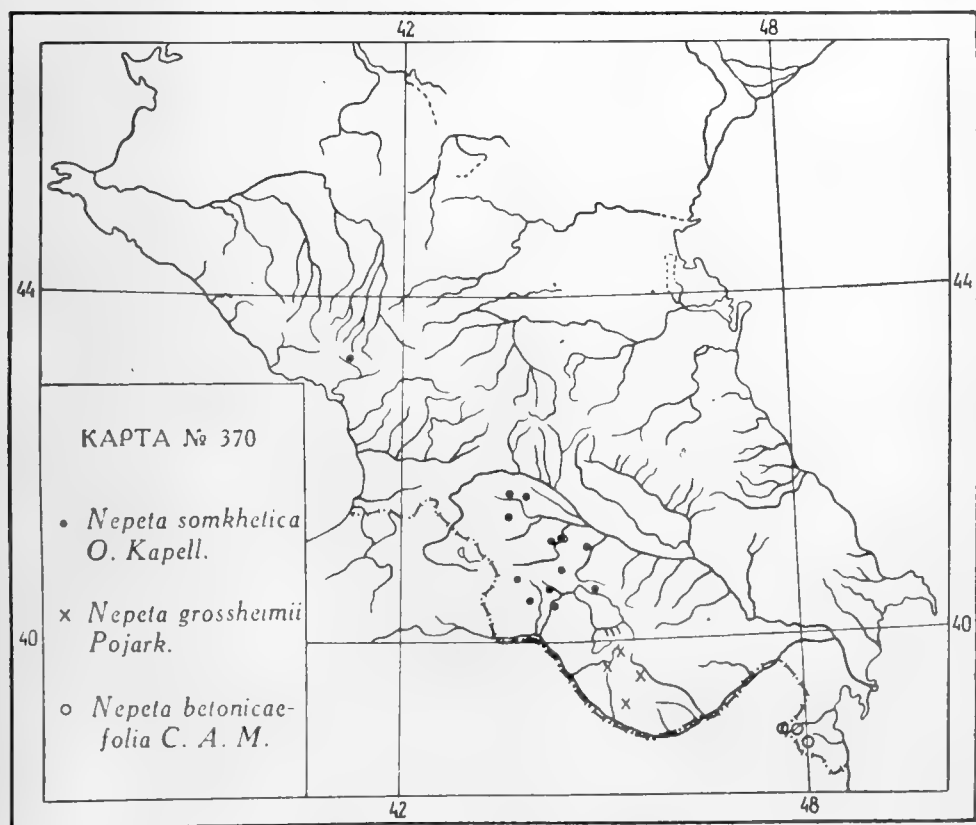 42 48
44 44
КАРТА № 370
• Nepeta somkhetica
O. Kapell.
× Nepeta grossheimii
Pojark.
○ Nepeta betonicae-
folia C. A. M.
40 40
42 48